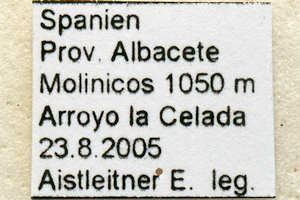 Spanien
Prov. Albacete
Molinicos 1050 m
Arroyo la Celada
23.8.2005
Aistleitner E. leg.